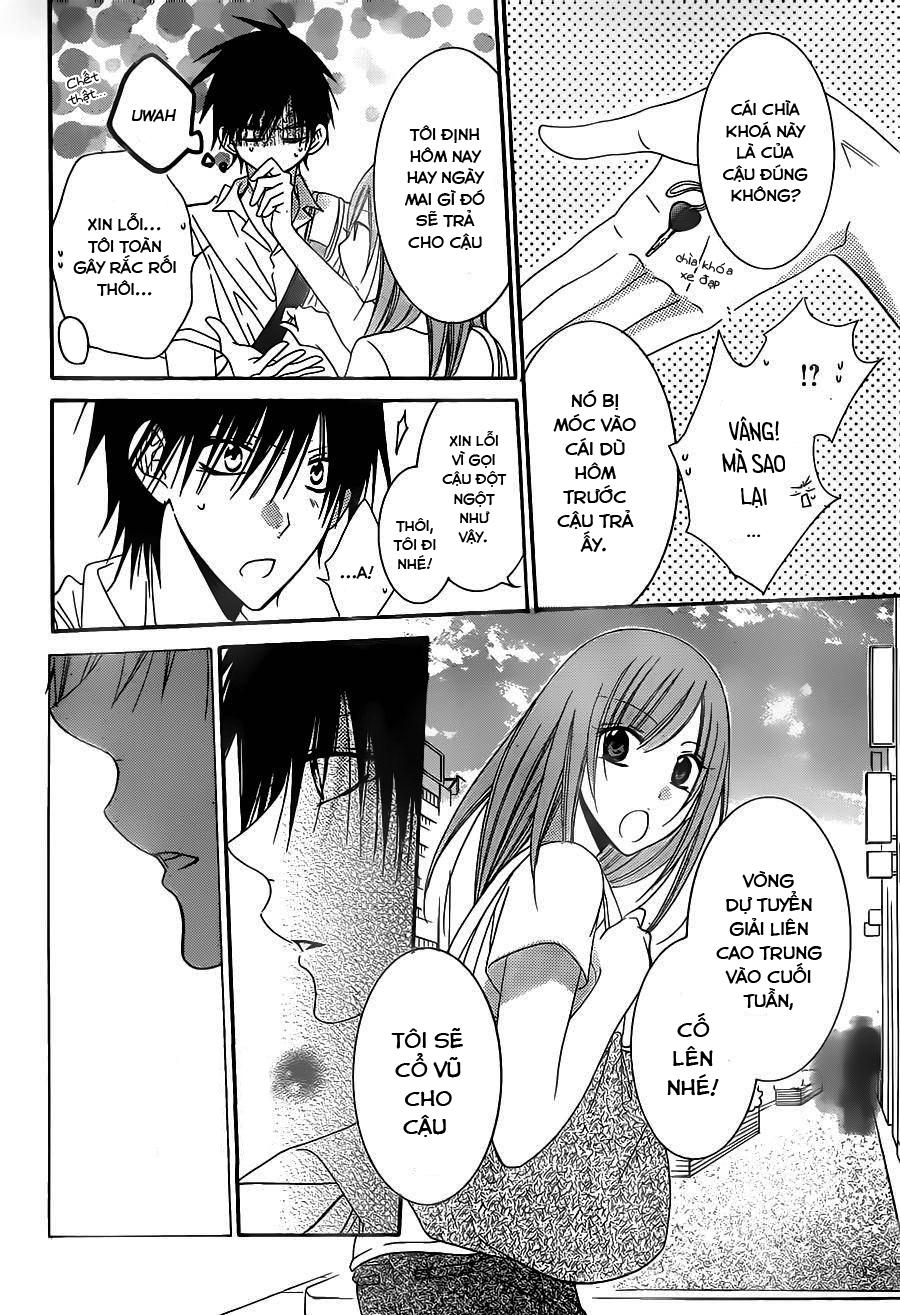 CÁI CHÌA
KHOÁ NÀY
LÀ CỦA
CẬU ĐÚNG
KHÔNG?
chìa khóa
xe đạp
!?
VÂNG!
MÀ SAO
LẠI
...
NÓ BỊ
MÓC VÀO
CÁI DÙ
HÔM
TRƯỚC
CẬU TRẢ
ẤY.
TÔI ĐỊNH
HÔM NAY
HAY NGÀY
MAI GÌ ĐÓ
SẼ TRẢ
CHO CẬU
UWAH
Chết
thật...
XIN LỖI...
TÔI TOÀN
GÂY RẮC RỐI
THÔI...
XIN LỖI
VÌ GỌI
CẬU ĐỘT
NGỘT
NHƯ
VẬY.
THÔI,
TÔI ĐI
NHÉ!
...A!
VÒNG
DỰ TUYỂN
GIẢI LIÊN
CAO TRUNG
VÀO CUỐI
TUẦN,
CỐ
LÊN
NHÉ!
TÔI SẼ
CỔ VŨ
CHO
CẬU